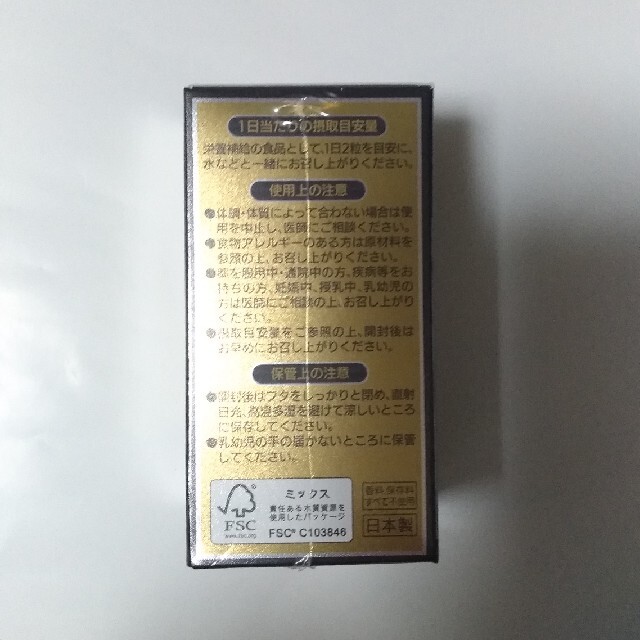 1日当たりの摂取目安量
栄養補給の食品として、1日2粒を目安に、
水などと一緒にお召し上がりください。
使用上の注意
●体調・体質によって合わない場合は使
用を中止し、医師にご相談ください。
●食物アレルギーのある方は原材料を
参照の上、お召し上がりください。
●薬を服用中・通院中の方、疾病等をお
持ちの方、妊娠中、授乳中、乳幼児の
方は医師にご相談の上、お召し上がりく
ださい。
●摂取目安量をご参照の上、開封後は
お早めにお召し上がりください。
保管上の注意
●開封後はフタをしっかりと閉め、直射
日光、高温多湿を避けて涼しいところ
に保存してください。
●乳幼児の手の届かないところに保管
してください。
FSC
www.fsc.org
ミックス
責任ある木質資源を
使用したパッケージ
FSC® C103846
香料・保存料
すべて不使用
日本製